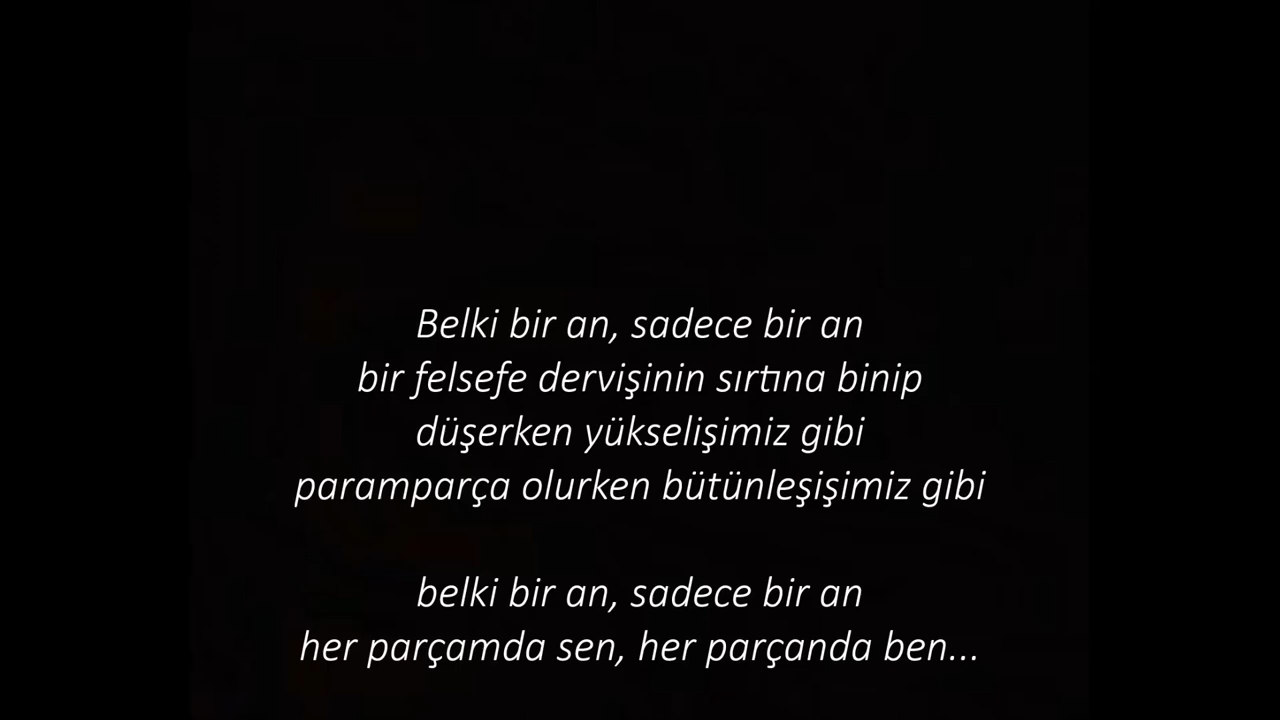 Belki bir an, sadece bir an
bir felsefe dervişinin sırtına binip
düşerken yükselişimiz gibi
paramparça olurken bütünleşişimiz gibi
belki bir an, sadece bir an
her parçamda sen, her parçanda ben...